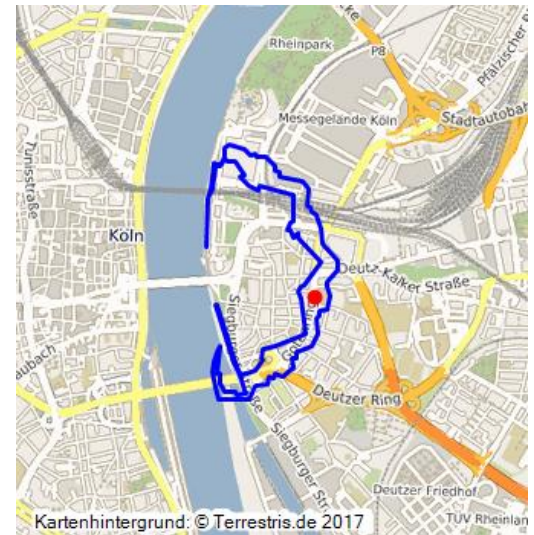 Rheinpark
P8
Pfälzischer R
Messegelände Köln
Stadtautobahn
Tunisstraße
Köln
Deutz-Kalker Straße
Siegburger Straße
Deutzer Ring
Siegburger Str
Deutzer Friedhof
TÜV Rheinlan
Kartenhintergrund: © Terrestris.de 2017